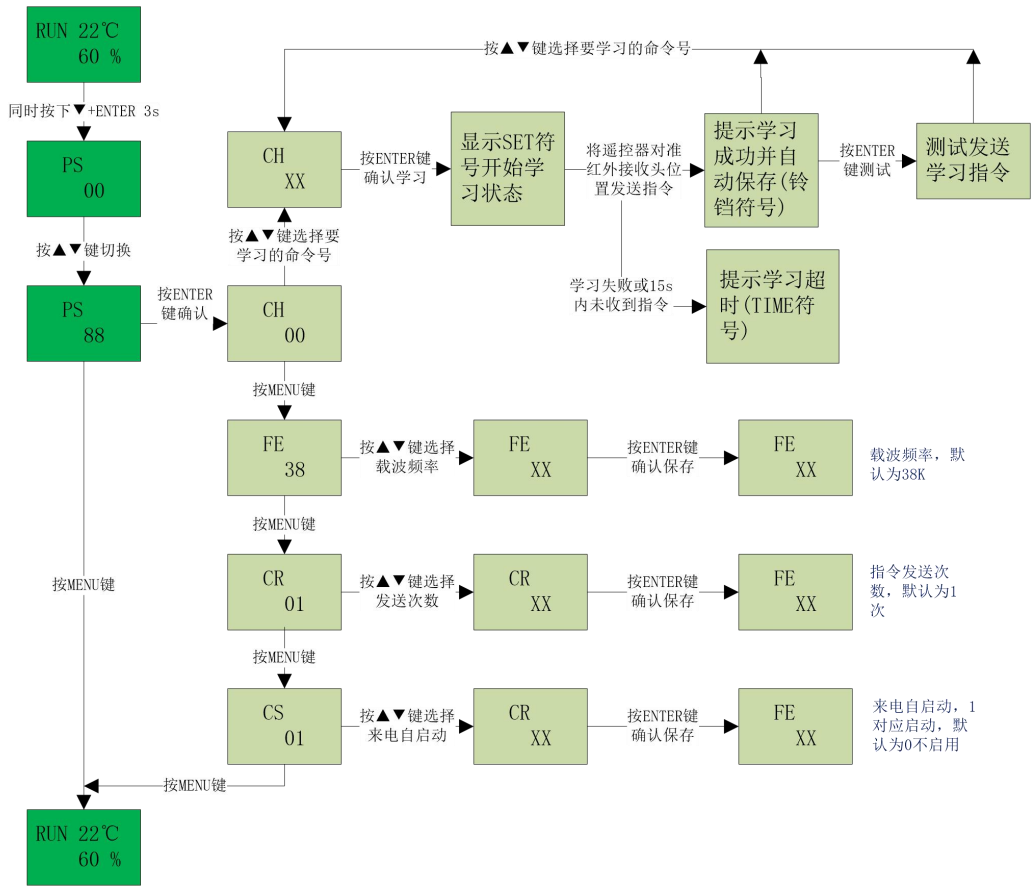 RUN 22℃
60 %
同时按下▼+ENTER 3s
PS
00
按▲▼键切换
PS
88
按ENTER
键确认
按MENU键
RUN 22℃
60 %
按▲▼键选择要学习的命令号
CH
XX
按ENTER键
确认学习
显示SET符
号开始学
习状态
将遥控器对准
红外接收头位
置发送指令
提示学习
成功并自
动保存(铃
铛符号)
按ENTER
键测试
测试发送
学习指令
学习失败或15s
内未收到指令
提示学习超
时(TIME符
号)
按▲▼键选择要
学习的命令号
CH
00
按MENU键
FE
38
按▲▼键选择
载波频率
FE
XX
按ENTER键
确认保存
FE
XX
载波频率，默
认为38K
按MENU键
CR
01
按▲▼键选择
发送次数
CR
XX
按ENTER键
确认保存
FE
XX
指令发送次
数，默认为1
次
按MENU键
CS
01
按▲▼键选择
来电自启动
CR
XX
按ENTER键
确认保存
FE
XX
来电自启动，1
对应启动，默
认为0不启用
按MENU键